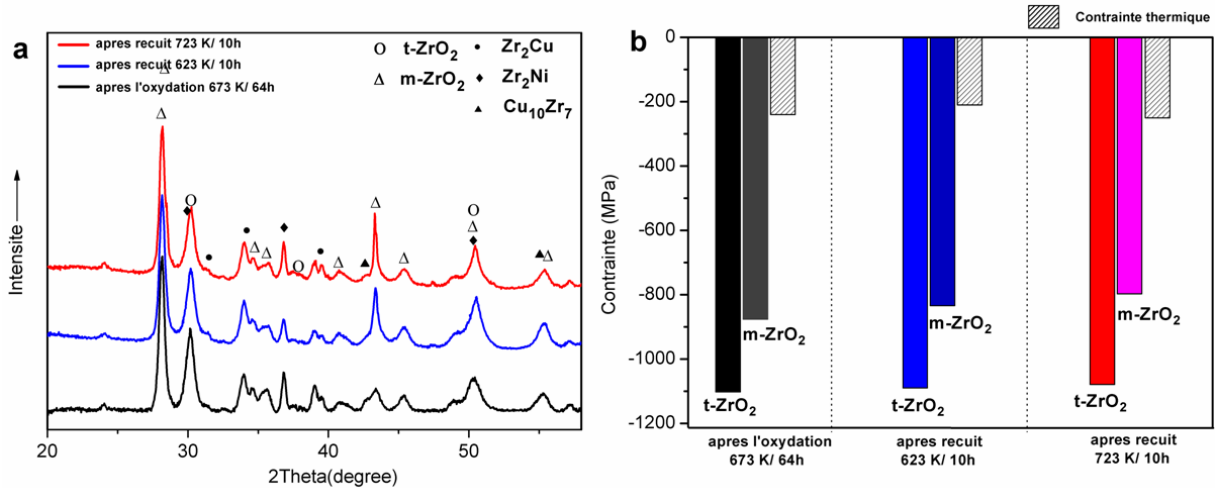 a
apres recuit 723 K/ 10h
apres recuit 623 K/ 10h
apres l'oxydation 673 K/ 64h
t-ZrO2
m-ZrO2
Zr2Cu
Zr2Ni
Cu10Zr7
Intensite
20 30 40 50
2Theta(degree)
b
Contrainte thermique
0
-200
-400
-600
-800
-1000
-1200
Contrainte (MPa)
m-ZrO2
t-ZrO2
m-ZrO2
t-ZrO2
m-ZrO2
t-ZrO2
apres l'oxydation
673 K/ 64h
apres recuit
623 K/ 10h
apres recuit
723 K/ 10h